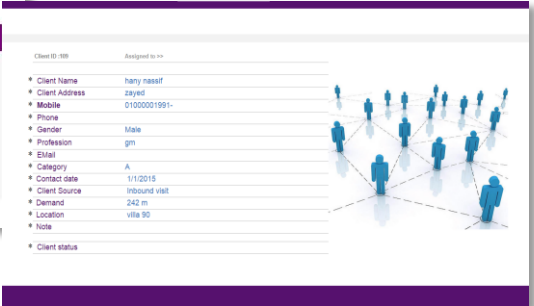 Client ID :189 Assigned to >>
* Client Name hany nassif
* Client Address zayed
* Mobile 01000001991-
* Phone
* Gender Male
* Profession gm
* EMail
* Category A
* Contact date 1/1/2015
* Client Source Inbound visit
* Demand 242 m
* Location villa 90
* Note
* Client status